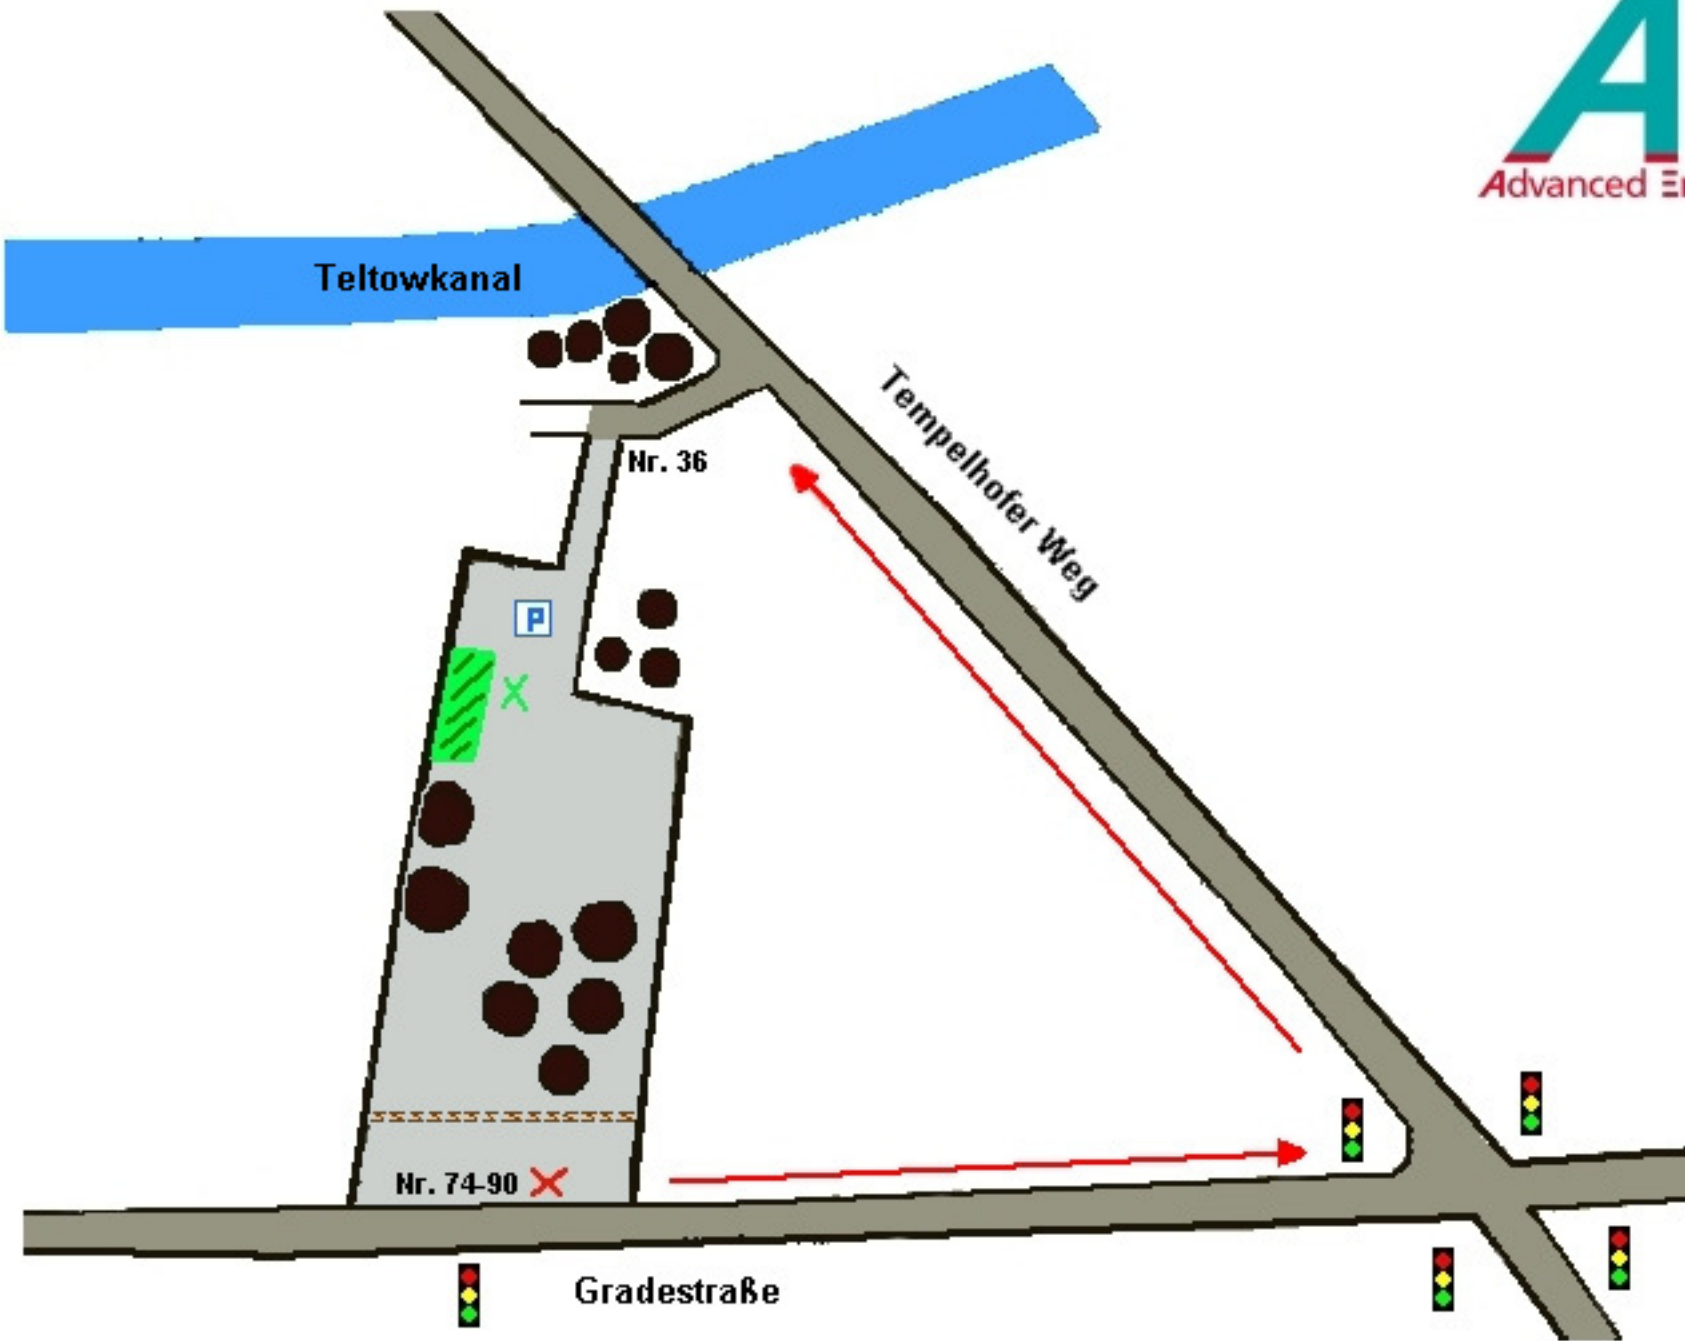 Advanced
Teltowkanal
Tempelhofer Weg
Nr. 36
P
Nr. 74-90
Gradestraße